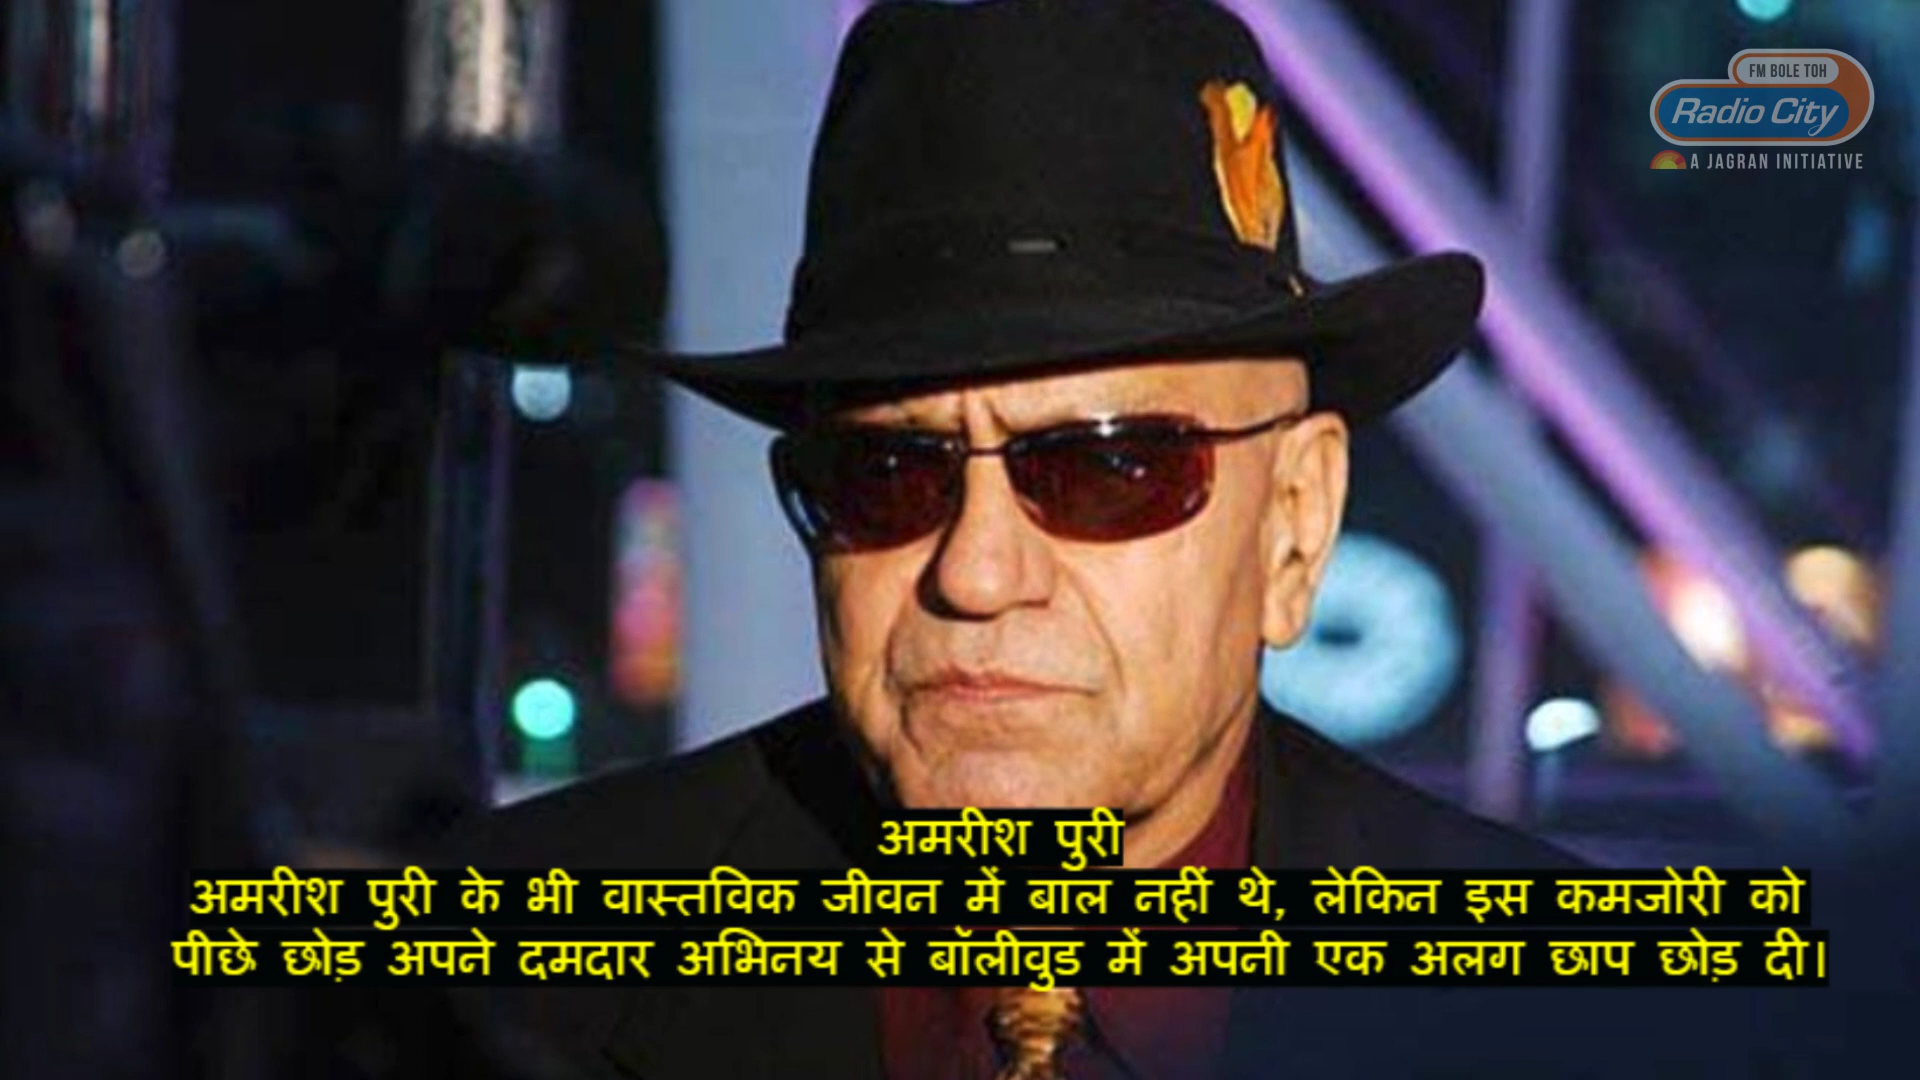 FM BOLE TOH
Radio City
A JAGRAN INITIATIVE
अमरीश पुरी
अमरीश पुरी के भी वास्तविक जीवन में बाल नहीं थे, लेकिन इस कमजोरी को
पीछे छोड़ अपने दमदार अभिनय से बॉलीवुड में अपनी एक अलग छाप छोड़ दी।